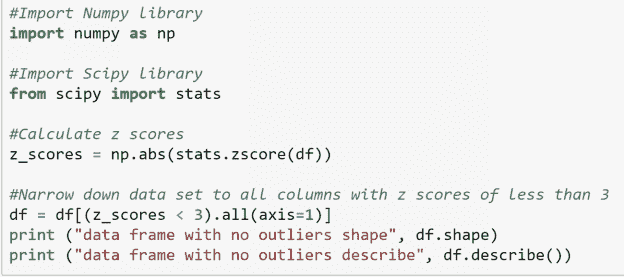 #Import Numpy library
import numpy as np
#Import Scipy library
from scipy import stats
#Calculate z scores
z_scores = np.abs(stats.zscore(df))
#Narrow down data set to all columns with z scores of less than 3
df = df[(z_scores < 3).all(axis=1)]
print ("data frame with no outliers shape", df.shape)
print ("data frame with no outliers describe", df.describe())